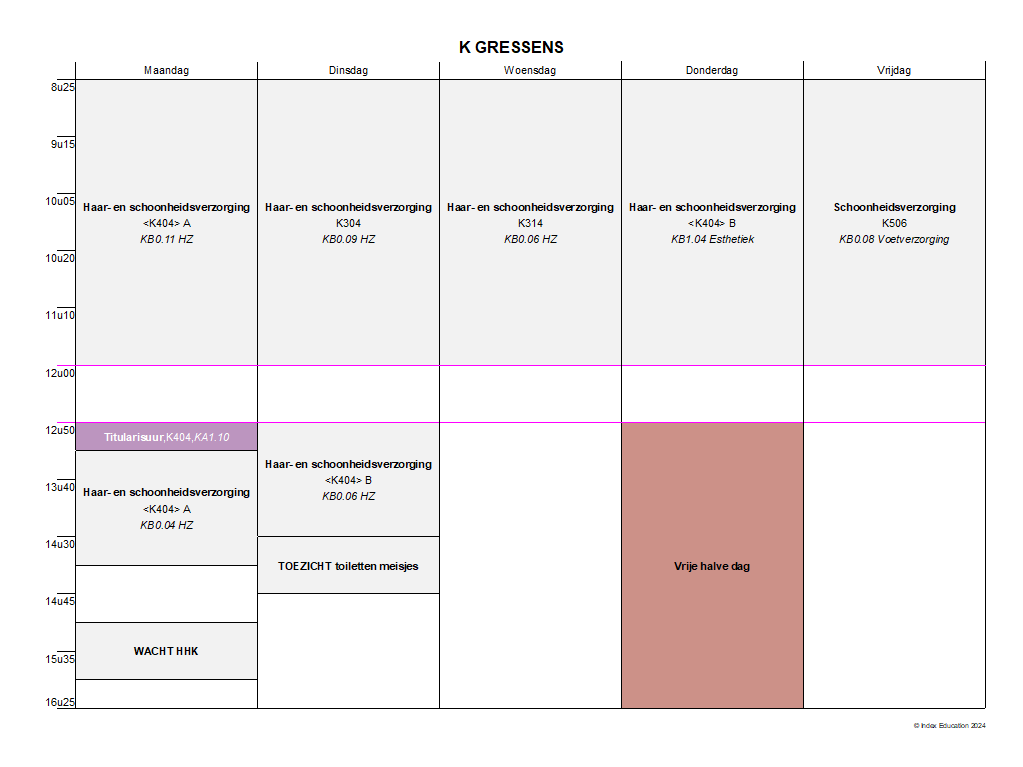 K GRESSENS
Maandag Dinsdag Woensdag Donderdag Vrijdag
8u25
9u15
10u05
Haar- en schoonheidsverzorging
<K404> A
KB0.11 HZ
Haar- en schoonheidsverzorging
K304
KB0.09 HZ
Haar- en schoonheidsverzorging
K314
KB0.06 HZ
Haar- en schoonheidsverzorging
<K404> B
KB1.04 Esthetiek
Schoonheidsverzorging
K506
KB0.08 Voetverzorging
10u20
11u10
12u00
12u50
Titularisuur,K404,KA1.10
Haar- en schoonheidsverzorging
<K404> B
KB0.06 HZ
13u40
Haar- en schoonheidsverzorging
<K404> A
KB0.04 HZ
14u30
TOEZICHT toiletten meisjes
Vrije halve dag
14u45
WACHT HHK
15u35
16u25
© Index Education 2024